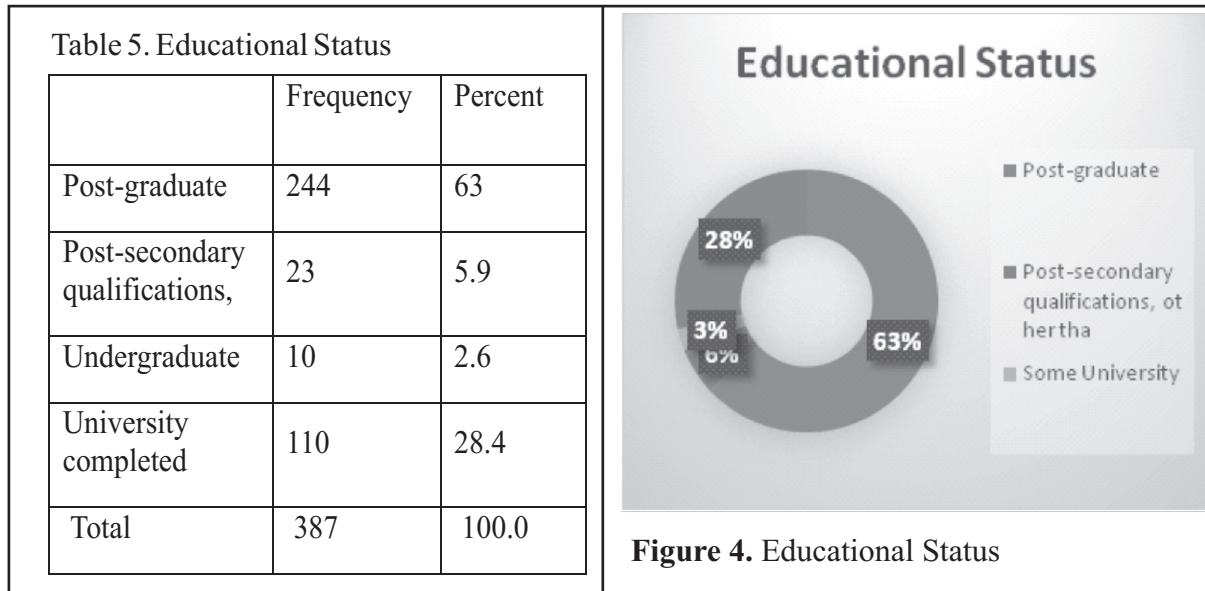 Table 5. Educational Status
Frequency Percent
Post-graduate 244 63
Post-secondary
qualifications, 23 5.9
Undergraduate 10 2.6
University
completed 110 28.4
Total 387 100.0
Educational Status
28%
3%
6%
63%
Post-graduate
Post-secondary
qualifications, ot
hertha
Some University
Figure 4. Educational Status